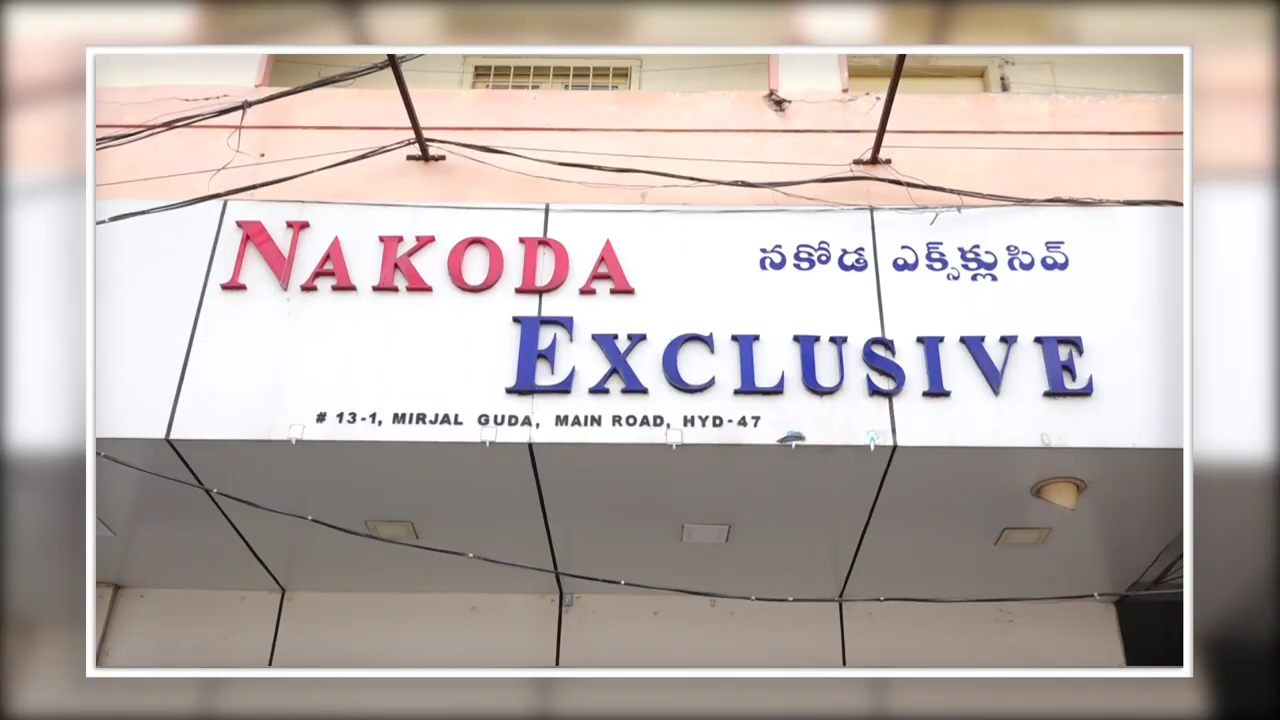 NAKODA
నకోడ ఎక్స్‌క్లుసివ్
EXCLUSIVE
# 13-1, MIRJAL GUDA, MAIN ROAD, HYD-47